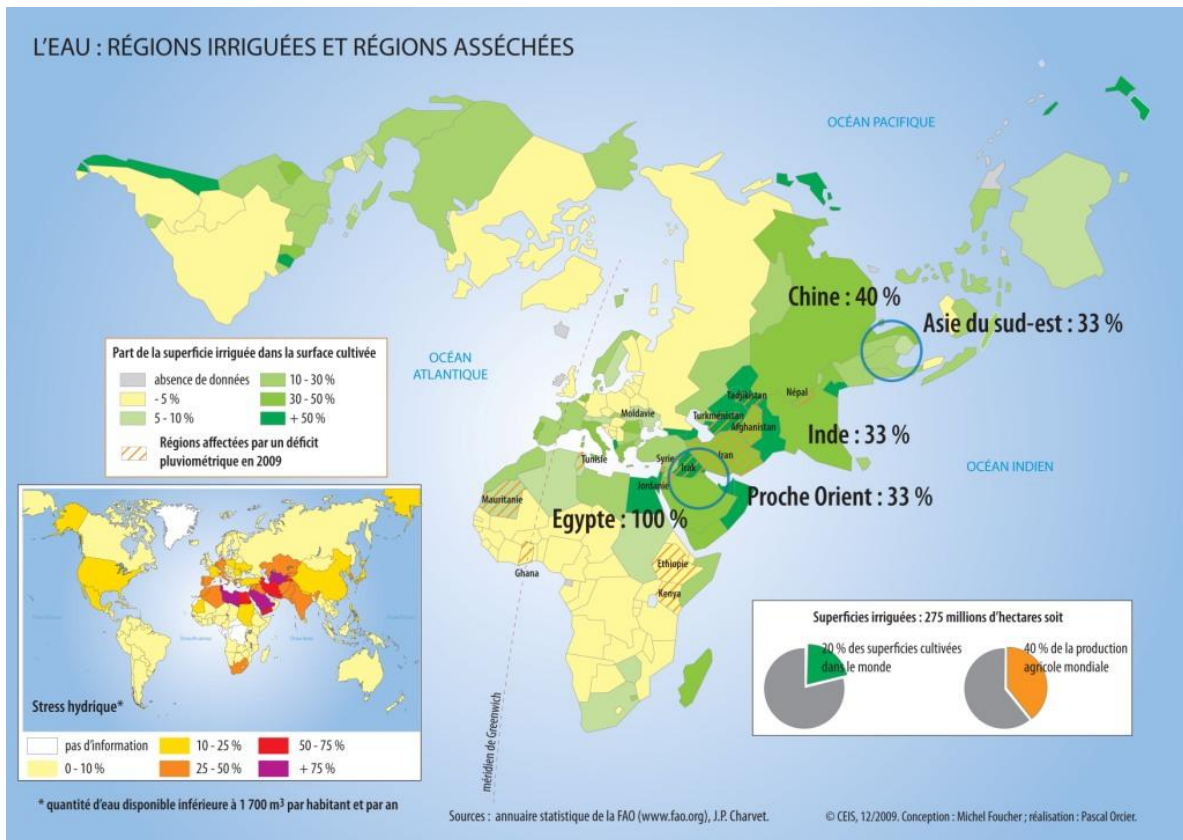 L'EAU : RÉGIONS IRRIGUÉES ET RÉGIONS ASSÉCHÉES
OCÉAN PACIFIQUE
Chine : 40 %
Asie du sud-est : 33 %
OCÉAN
ATLANTIQUE
Part de la superficie irriguée dans la surface cultivée
absence de données
10 - 30 %
- 5 %
30 - 50 %
5 - 10 %
+ 50 %
Régions affectées par un déficit
pluviométrique en 2009
Tadjikistan
Népal
Moldavie
Turkménistan
Afghanistan
Inde : 33 %
Tunisie
Syrie
Irak
Iran
OCÉAN INDIEN
Jordanie
Mauritanie
Egypte : 100 %
Proche Orient : 33 %
Ghana
Ethiopie
Kenya
méridien de Greenwich
Stress hydrique*
pas d'information
10 - 25 %
50 - 75 %
0 - 10 %
25 - 50 %
+ 75 %
* quantité d'eau disponible inférieure à 1 700 m³ par habitant et par an
Superficies irriguées : 275 millions d'hectares soit
20 % des superficies cultivées
dans le monde
40 % de la production
agricole mondiale
Sources : annuaire statistique de la FAO (www.fao.org), J.P. Charvet.
© CEIS, 12/2009. Conception : Michel Foucher ; réalisation : Pascal Orcier.